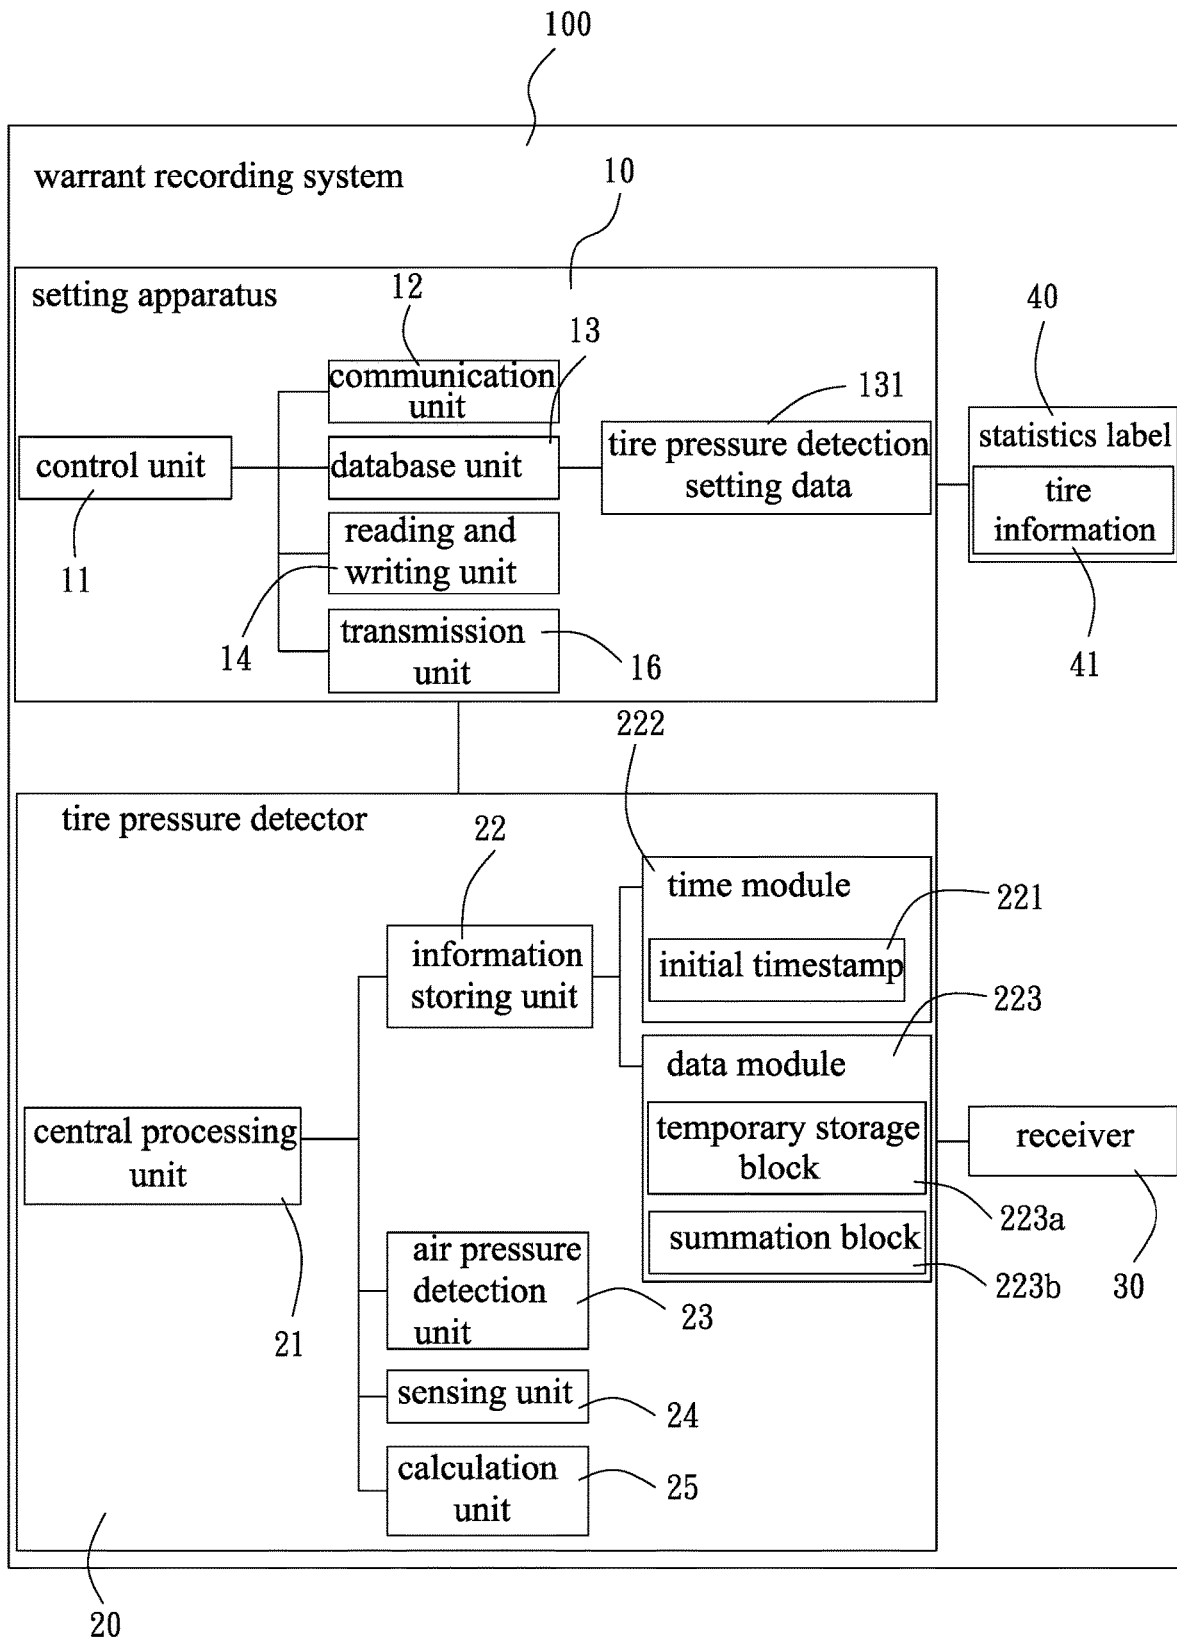 100
warrant recording system
10
setting apparatus
12
13
40
communication
unit
131
statistics label
control unit
database unit
tire pressure detection
setting data
tire
information
11
reading and
writing unit
14
transmission
unit
16
41
222
tire pressure detector
22
time module
221
information
storing unit
initial timestamp
223
data module
central processing
unit
temporary storage
block
receiver
223a
air pressure
detection
unit
summation block
223b
30
21
23
sensing unit
24
calculation
unit
25
20